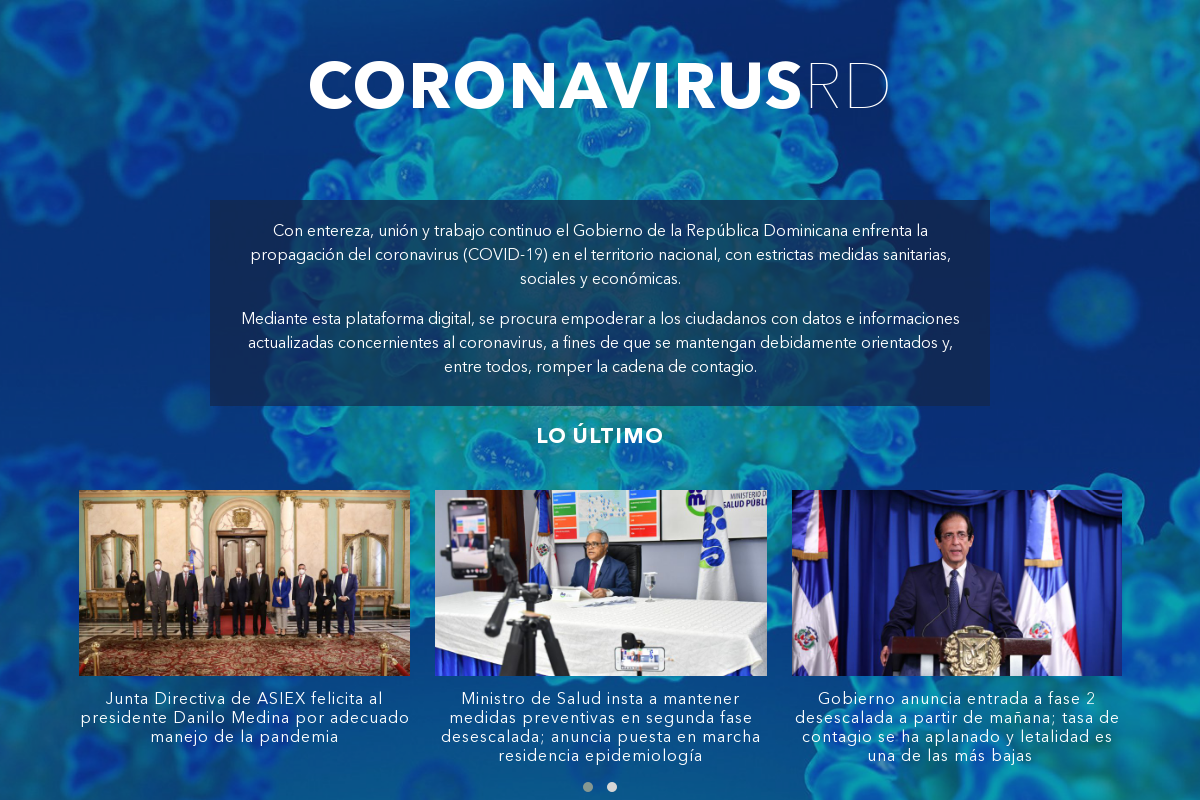 CORONAVIRUSRD
Con entereza, unión y trabajo continuo el Gobierno de la República Dominicana enfrenta la
propagación del coronavirus (COVID-19) en el territorio nacional, con estrictas medidas sanitarias,
sociales y económicas.
Mediante esta plataforma digital, se procura empoderar a los ciudadanos con datos e informaciones
actualizadas concernientes al coronavirus, a fines de que se mantengan debidamente orientados y,
entre todos, romper la cadena de contagio.
LO ÚLTIMO
MINISTERIO D
SALUD PÚBLI
Junta Directiva de ASIEX felicita al
presidente Danilo Medina por adecuado
manejo de la pandemia
Ministro de Salud insta a mantener
medidas preventivas en segunda fase
desescalada; anuncia puesta en marcha
residencia epidemiología
Gobierno anuncia entrada a fase 2
desescalada a partir de mañana; tasa de
contagio se ha aplanado y letalidad es
una de las más bajas